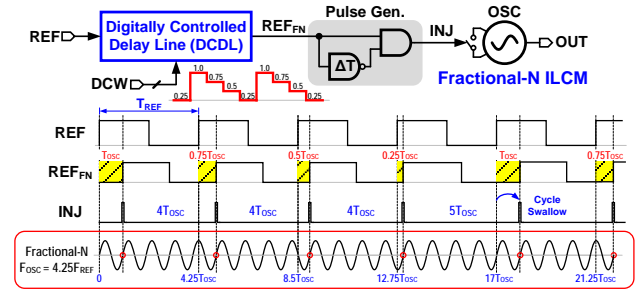 Pulse Gen.
OSC
REF
Digitally Controlled
Delay Line (DCDL)
REFFN
ΔT
INJ
OUT
DCW
1.0
0.75
0.5
0.25
0.25
1.0
0.75
0.5
0.25
Fractional-N ILCM
TREF
REF
TOSC
0.75TOSC
0.5TOSC
0.25TOSC
TOSC
0.75TOSC
REFFN
INJ
4TOSC
4TOSC
4TOSC
5TOSC
Cycle
Swallow
Fractional-N
FOSC = 4.25FREF
0
4.25TOSC
8.5TOSC
12.75TOSC
17TOSC
21.25TOSC